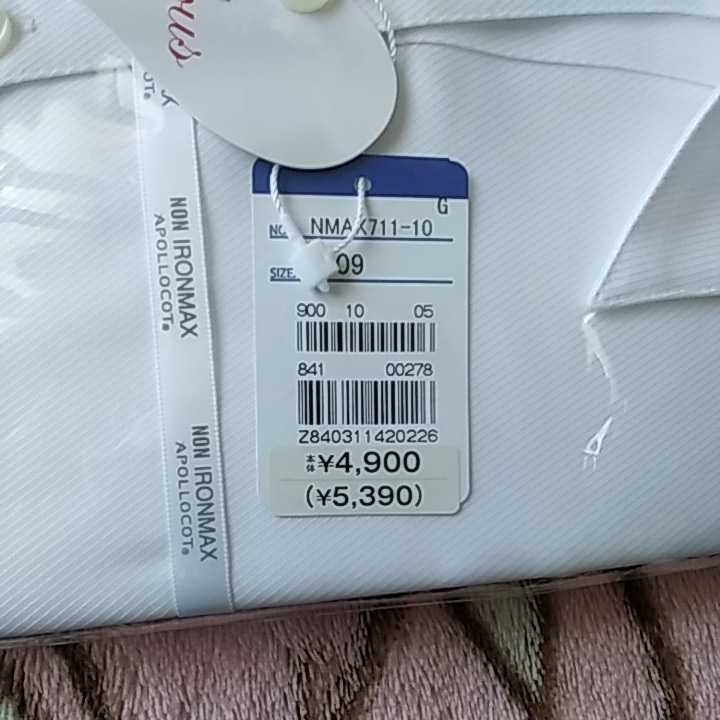 G
NMAX711-10
SIZE. 09
900 10 05
841 00278
Z840311420226
本体 ¥4,900
(¥5,390)
NON IRONMAX
APOLLOCOT®
NON IRONMAX
APOLLOCOT®